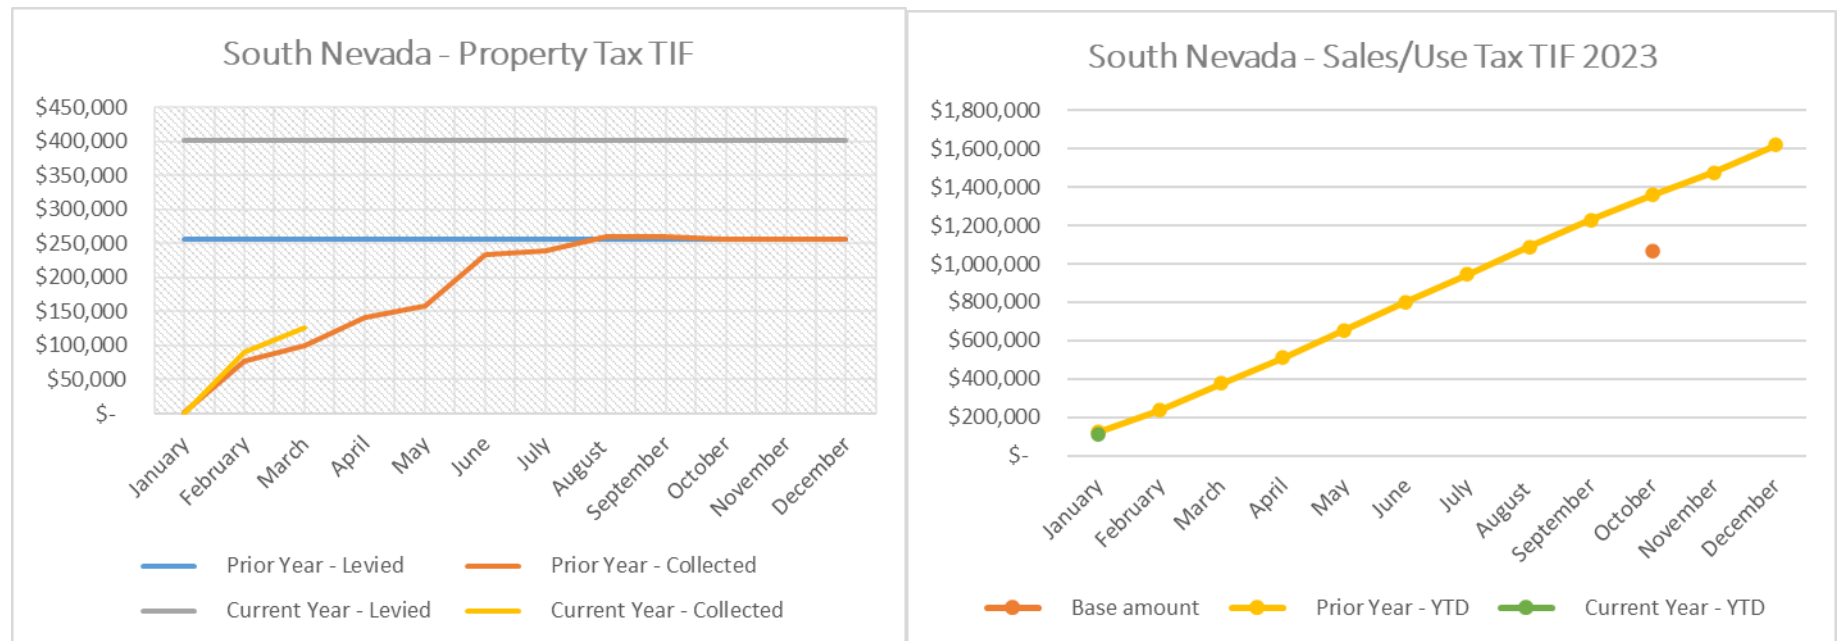 South Nevada - Property Tax TIF
$450,000
$400,000
$350,000
$300,000
$250,000
$200,000
$150,000
$100,000
$50,000
$-
January
February
March
April
May
June
July
August
September
October
November
December
Prior Year - Levied
Prior Year - Collected
Current Year - Levied
Current Year - Collected
South Nevada - Sales/Use Tax TIF 2023
$1,800,000
$1,600,000
$1,400,000
$1,200,000
$1,000,000
$800,000
$600,000
$400,000
$200,000
$-
January
February
March
April
May
June
July
August
September
October
November
December
Base amount
Prior Year - YTD
Current Year - YTD